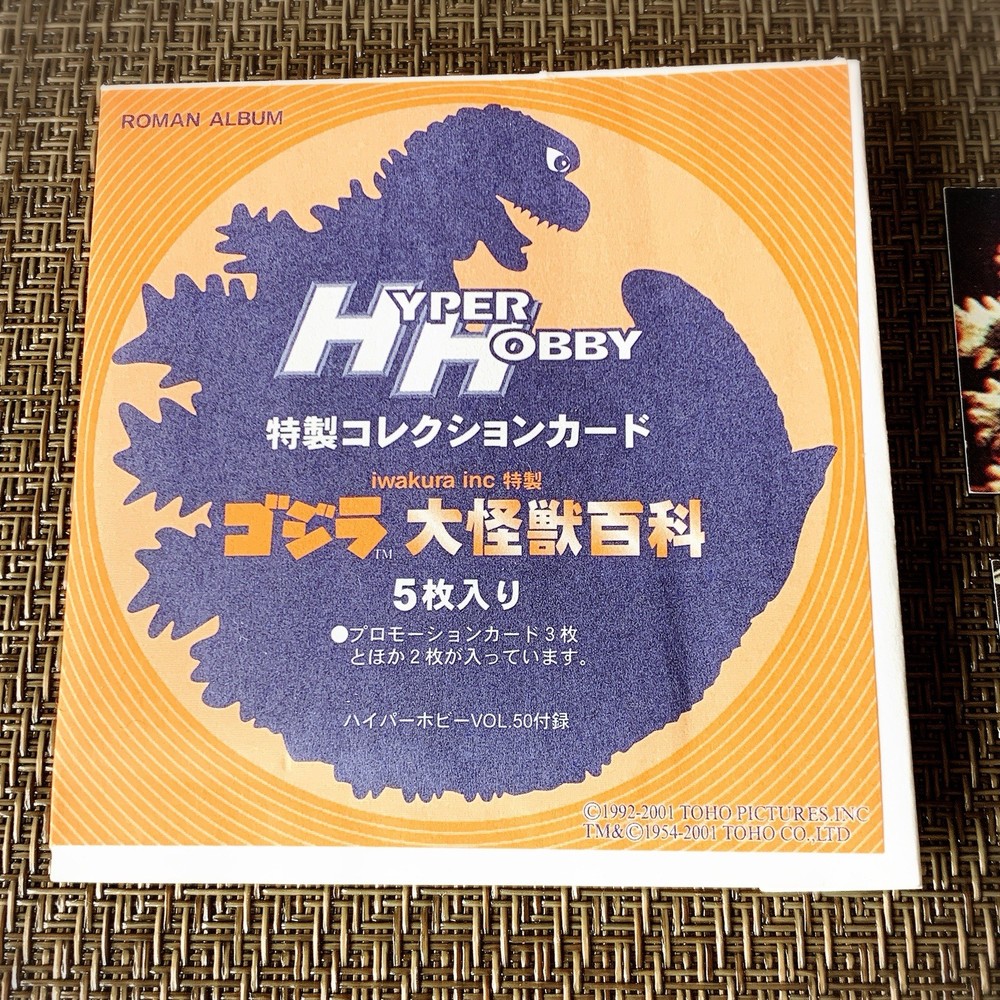 ROMAN ALBUM
HYPER
HOBBY
特製コレクションカード
iwakura inc 特製
ゴジラ™ 大怪獣百科
5枚入り
●プロモーションカード3枚
とほか2枚が入っています。
ハイパーホビーVOL.50付録
©1992-2001 TOHO PICTURES.INC
TM&©1954-2001 TOHO CO.,LTD